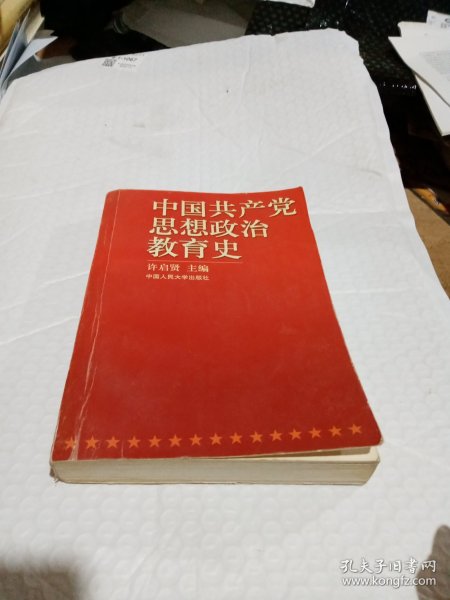 中国共产党
思想政治
教育史
许启贤 主编
中国人民大学出版社
孔夫子旧书网
www.kongfz.com